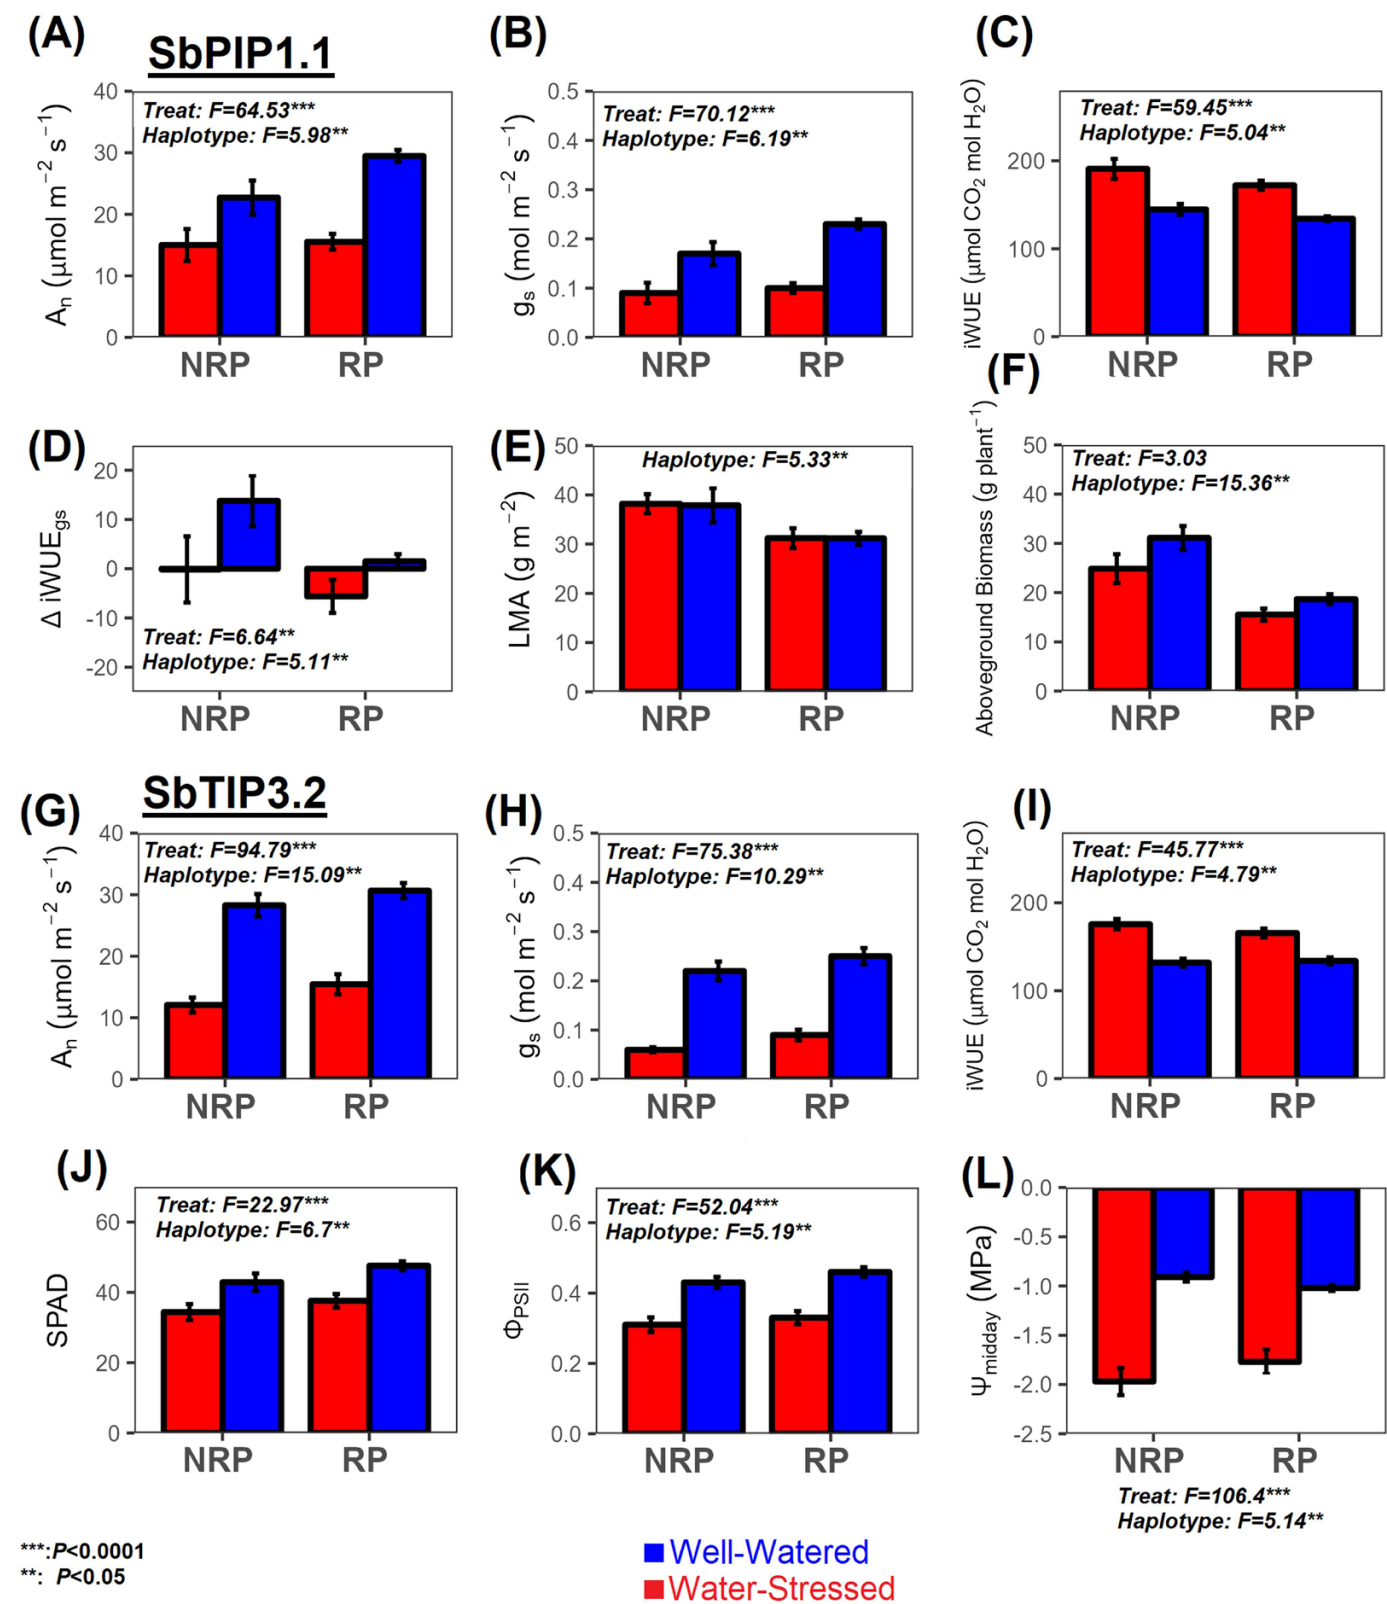 (A)
SbPIP1.1
Aₙ (μmol m⁻² s⁻¹)
40
30
20
10
0
Treat: F=64.53***
Haplotype: F=5.98**
NRP RP
(B)
gₛ (mol m⁻² s⁻¹)
0.5
0.4
0.3
0.2
0.1
0.0
Treat: F=70.12***
Haplotype: F=6.19**
NRP RP
(C)
iWUE (μmol CO₂ mol H₂O)
200
100
0
Treat: F=59.45***
Haplotype: F=5.04**
NRP RP
(D)
Δ iWUEgs
20
10
0
-10
-20
Treat: F=6.64**
Haplotype: F=5.11**
NRP RP
(E)
LMA (g m⁻²)
50
40
30
20
10
0
Haplotype: F=5.33**
NRP RP
(F)
Aboveground Biomass (g plant⁻¹)
50
40
30
20
10
0
Treat: F=3.03
Haplotype: F=15.36**
NRP RP
(G)
SbTIP3.2
Aₙ (μmol m⁻² s⁻¹)
40
30
20
10
0
Treat: F=94.79***
Haplotype: F=15.09**
NRP RP
(H)
gₛ (mol m⁻² s⁻¹)
0.5
0.4
0.3
0.2
0.1
0.0
Treat: F=75.38***
Haplotype: F=10.29**
NRP RP
(I)
iWUE (μmol CO₂ mol H₂O)
200
100
0
Treat: F=45.77***
Haplotype: F=4.79**
NRP RP
(J)
SPAD
60
40
20
0
Treat: F=22.97***
Haplotype: F=6.7**
NRP RP
(K)
ΦPSII
0.6
0.4
0.2
0.0
Treat: F=52.04***
Haplotype: F=5.19**
NRP RP
(L)
Ψmidday (MPa)
0.0
-0.5
-1.0
-1.5
-2.0
-2.5
NRP RP
Treat: F=106.4***
Haplotype: F=5.14**
***:P<0.0001
**: P<0.05
Well-Watered
Water-Stressed